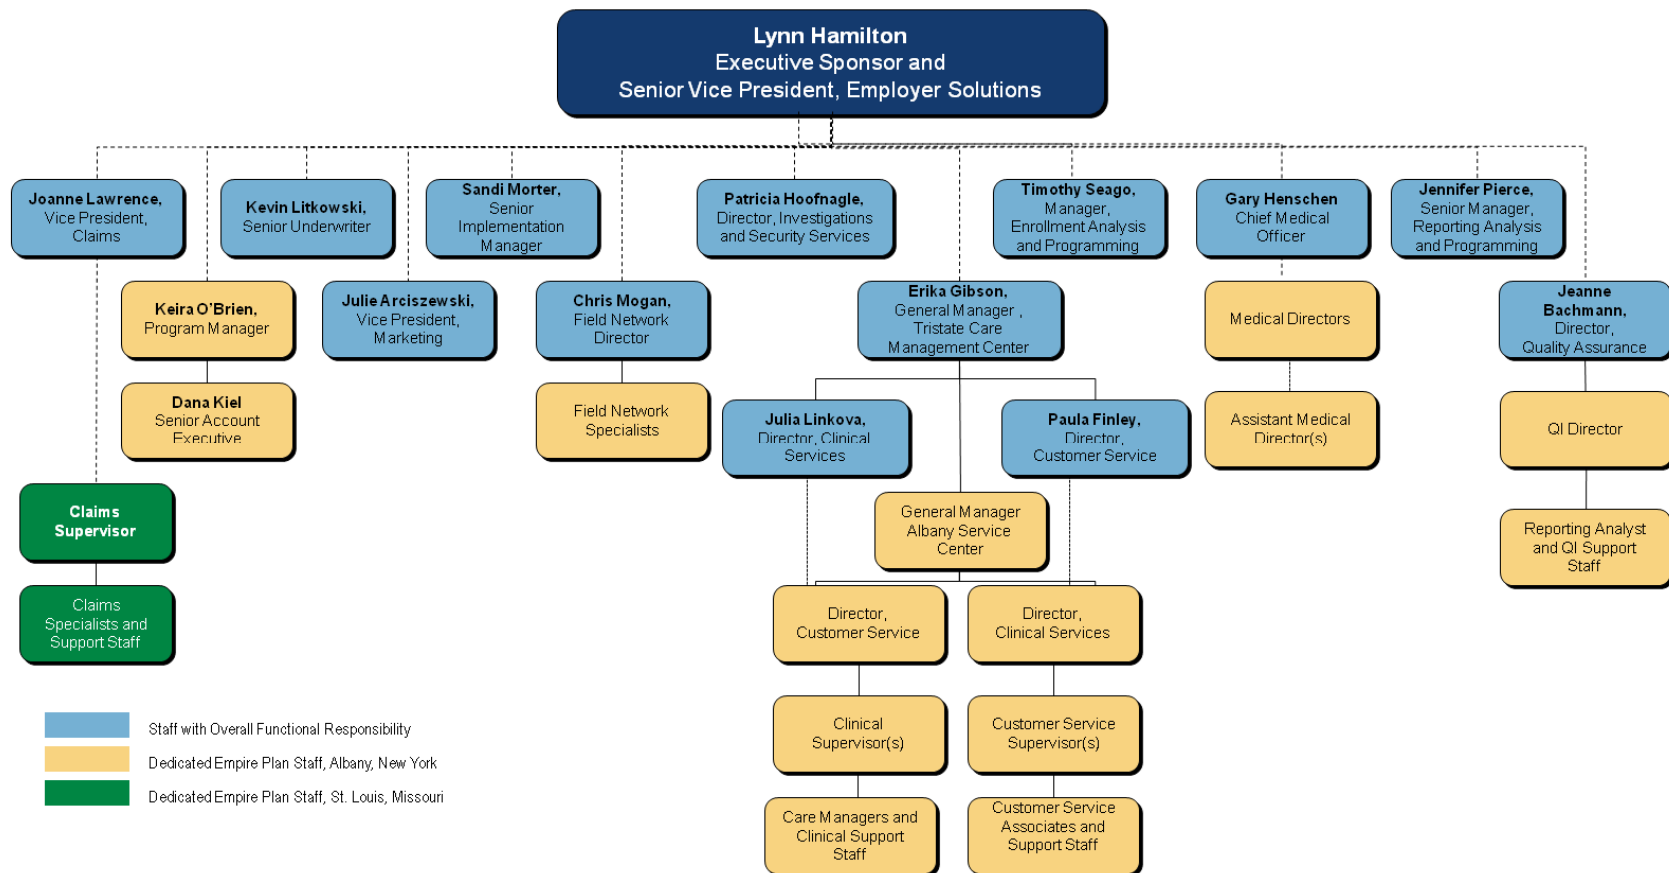 Lynn Hamilton
Executive Sponsor and
Senior Vice President, Employer Solutions
Joanne Lawrence,
Vice President,
Claims
Kevin Litkowski,
Senior Underwriter
Sandi Morter,
Senior
Implementation
Manager
Patricia Hoofnagle,
Director, Investigations
and Security Services
Timothy Seago,
Manager,
Enrollment Analysis
and Programming
Gary Henschen
Chief Medical
Officer
Jennifer Pierce,
Senior Manager,
Reporting Analysis
and Programming
Keira O'Brien,
Program Manager
Julie Arciszewski,
Vice President,
Marketing
Chris Mogan,
Field Network
Director
Erika Gibson,
General Manager ,
Tristate Care
Management Center
Medical Directors
Jeanne
Bachmann,
Director,
Quality Assurance
Dana Kiel
Senior Account
Executive
Field Network
Specialists
Julia Linkova,
Director, Clinical
Services
Paula Finley,
Director,
Customer Service
Assistant Medical
Director(s)
QI Director
Claims
Supervisor
General Manager
Albany Service
Center
Reporting Analyst
and QI Support
Staff
Claims
Specialists and
Support Staff
Director,
Customer Service
Director,
Clinical Services
Clinical
Supervisor(s)
Customer Service
Supervisor(s)
Care Managers and
Clinical Support
Staff
Customer Service
Associates and
Support Staff
Staff with Overall Functional Responsibility
Dedicated Empire Plan Staff, Albany, New York
Dedicated Empire Plan Staff, St. Louis, Missouri